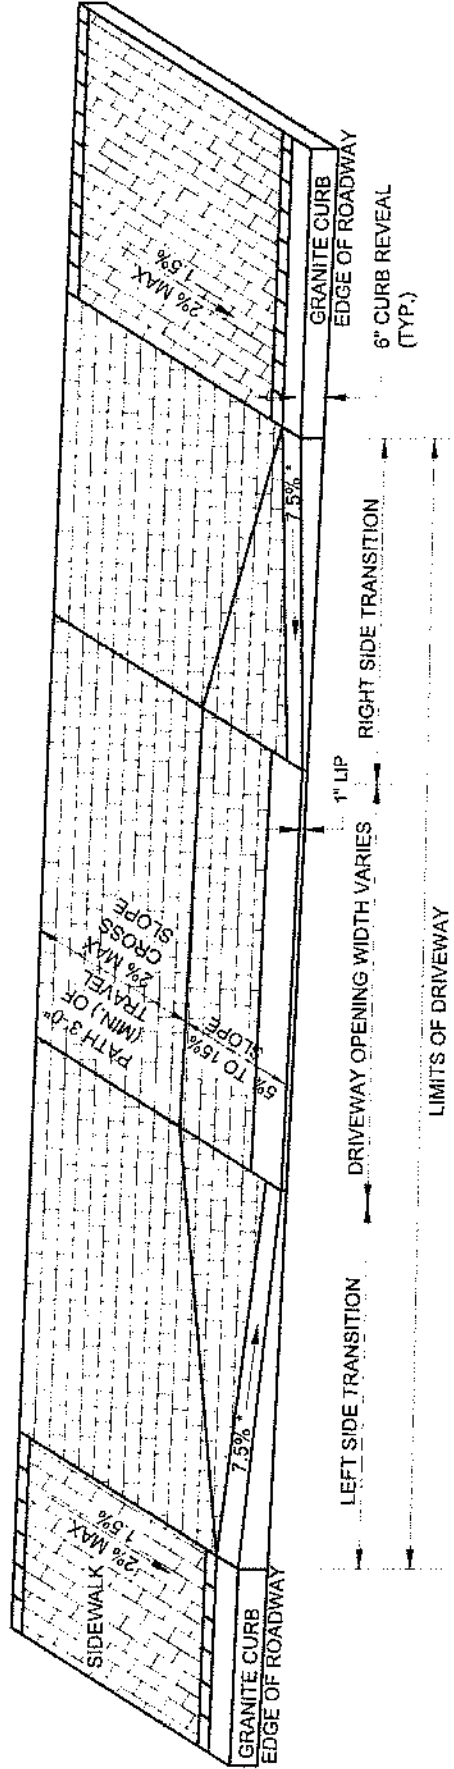 SIDEWALK
2% MAX
1.5%
GRANITE CURB
EDGE OF ROADWAY
7.5% *
LEFT SIDE TRANSITION
PATH 3'-0"
(MIN.) OF
TRAVEL
2% MAX
CROSS
SLOPE
5% TO 15%
SLOPE
DRIVEWAY OPENING WIDTH VARIES
1" LIP
LIMITS OF DRIVEWAY
7.5% *
RIGHT SIDE TRANSITION
2% MAX
1.5%
GRANITE CURB
EDGE OF ROADWAY
6" CURB REVEAL
(TYP.)